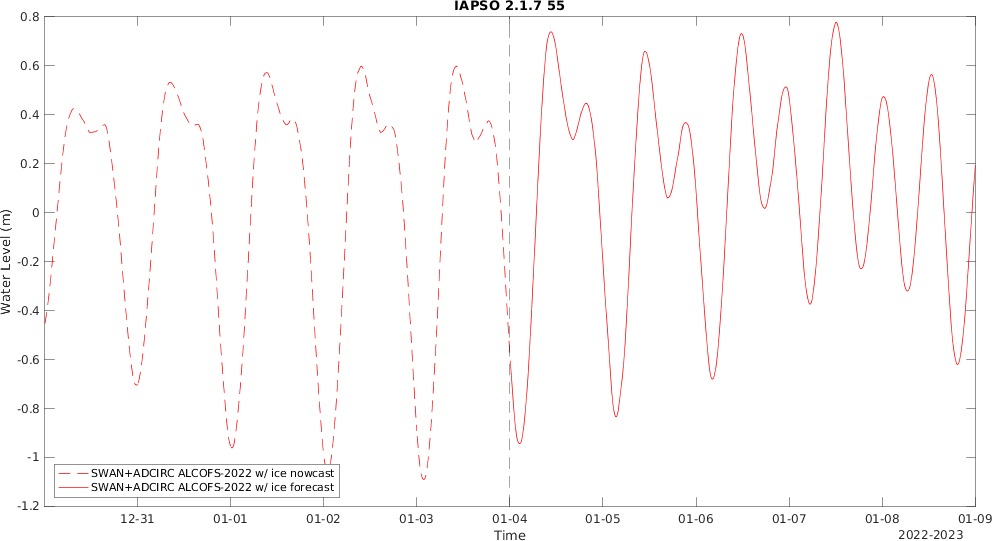 IAPSO 2.1.7 55
0.8
0.6
0.4
0.2
0
-0.2
-0.4
-0.6
-0.8
-1
-1.2
Water Level (m)
SWAN+ADCIRC ALCOFS-2022 w/ ice nowcast
SWAN+ADCIRC ALCOFS-2022 w/ ice forecast
12-31 01-01 01-02 01-03 01-04 01-05 01-06 01-07 01-08 01-09
Time
2022-2023